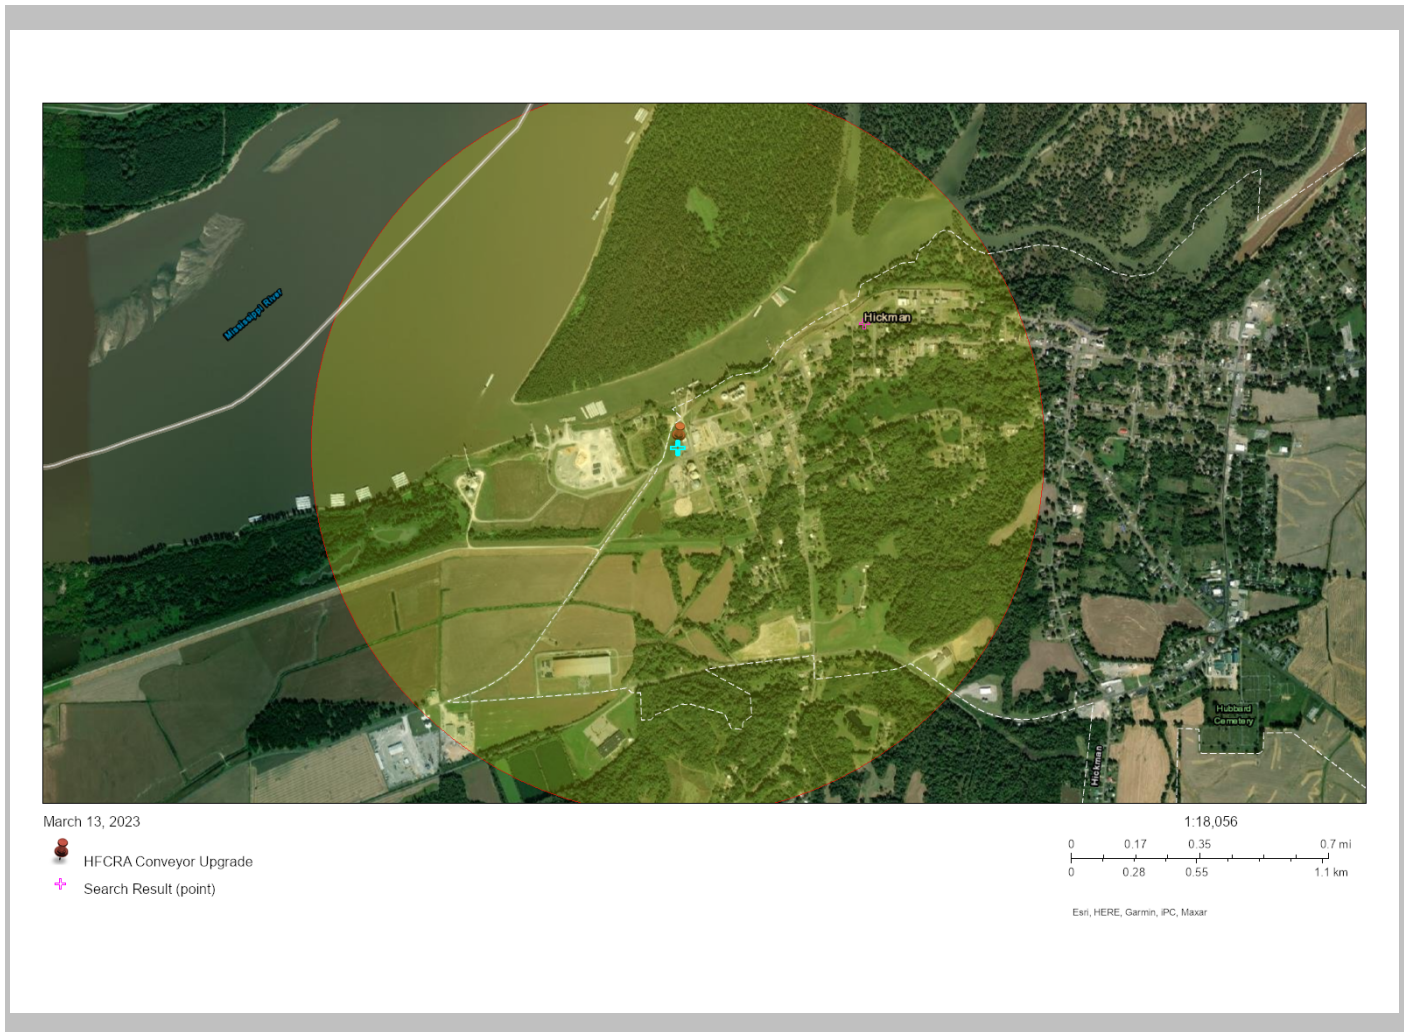 Mississippi River
Hickman
Hubbard
Cemetery
Hickman
March 13, 2023
1:18,056
0 0.17 0.35 0.7 mi
0 0.28 0.55 1.1 km
HFCRA Conveyor Upgrade
Search Result (point)
Esri, HERE, Garmin, iPC, Maxar